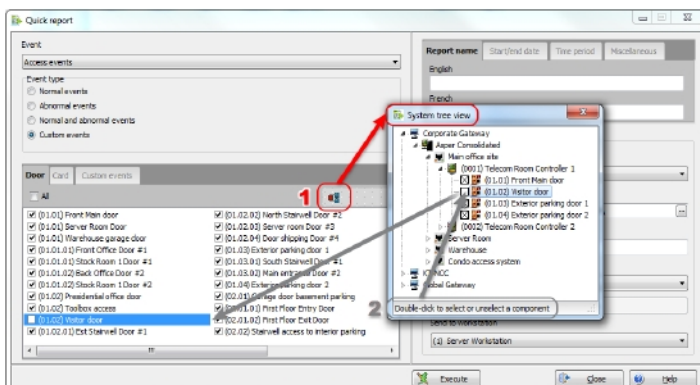 Quick report
Event
Access events
Event type
Normal events
Abnormal events
Normal and abnormal events
Custom events
Door Card Custom events
All
1
(01.01) Front Main door
(01.01) Server Room Door
(01.01) Warehouse garage door
(01.01.01) Front Office Door #1
(01.01.01) Stock Room 1 Door #1
(01.02) Back Office Door #2
(01.02) Stock Room 1 Door #2
(01.02) Presidential office door
(01.02) Toolbox access
(01.02) Visitor door
(01.02.01) Est Stairwell Door #1
(01.02.02) North Stairwell Door #2
(01.02.03) Server room Door #3
(01.02.04) Door shipping Door #4
(01.03) Exterior parking door 1
(01.03.01) South Stairwell
(01.03.02) Main entrance Door #2
(01.04) Exterior parking door 2
(02.01) Garage door basement parking
(02.01.01) First Floor Entry Door
(02.01.02) First Floor Exit Door
(02.02) Stairwell access to interior parking
Report name Start/end date Time period Miscellaneous
English
French
System tree view
Corporate Gateway
Asper Consolidated
Main office site
(0001) Telecom Room Controller 1
(01.01) Front Main door
(01.02) Visitor door
(01.03) Exterior parking door 1
(01.04) Exterior parking door 2
(0002) Telecom Room Controller 2
Server Room
Warehouse
Condo access system
Global Gateway
2
Double-click to select or unselect a component
Send to workstation
(1) Server Workstation
Execute
Close
Help